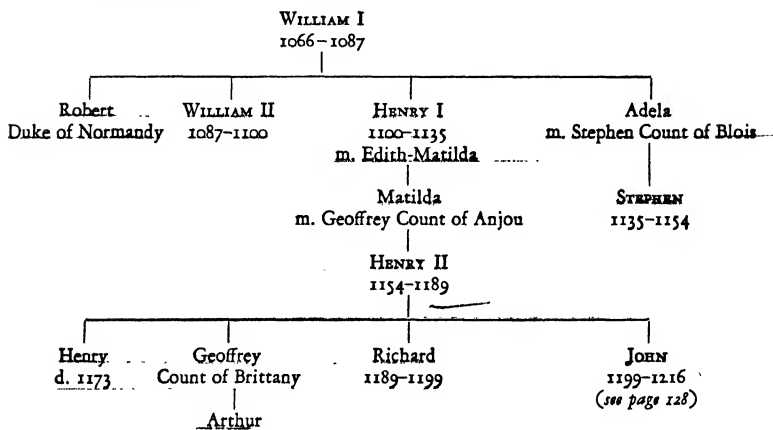 WILLIAM I
1066–1087
Robert
Duke of Normandy
WILLIAM II
1087–1100
HENRY I
1100–1135
m. Edith-Matilda
Adela
m. Stephen Count of Blois
Matilda
m. Geoffrey Count of Anjou
STEPHEN
1135–1154
HENRY II
1154–1189
Henry
d. 1173
Geoffrey
Count of Brittany
Arthur
Richard
1189–1199
JOHN
1199–1216
(see page 128)